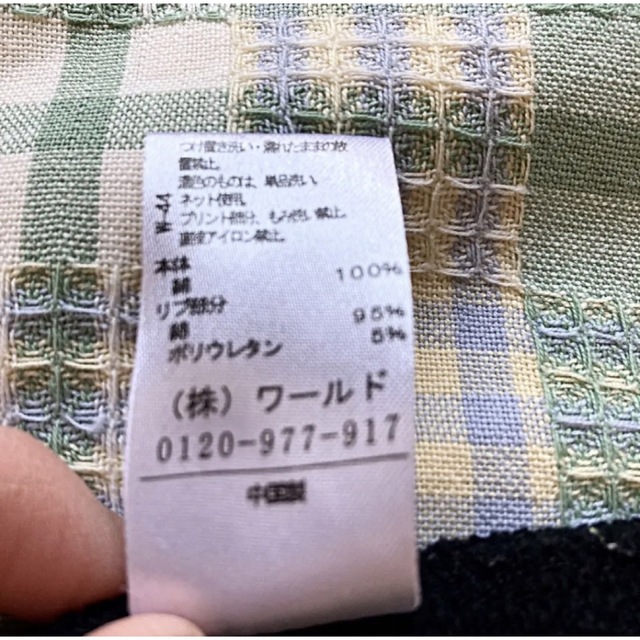 つけ置き洗い・濡れたままの放
置禁止。
濃色のものは、単品洗い。
ネット使用。
プリント部分、もみ洗い禁止。
直接アイロン禁止。
本体
綿 100%
リブ部分
綿 95%
ポリウレタン 5%
(株) ワールド
0120-977-917
中国製